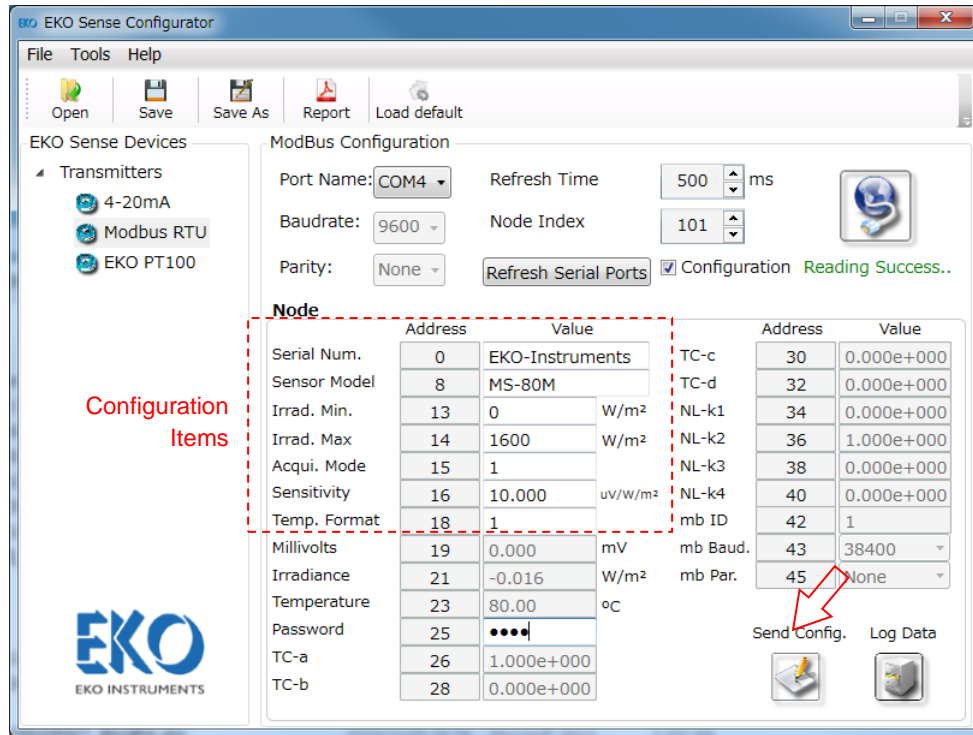 EKO EKO Sense Configurator
File Tools Help
Open Save Save As Report Load default
EKO Sense Devices
Transmitters
4-20mA
Modbus RTU
EKO PT100
ModBus Configuration
Port Name: COM4 Refresh Time 500 ms
Baudrate: 9600 Node Index 101
Parity: None Refresh Serial Ports Configuration Reading Success..
Node
Address Value Address Value
Serial Num. 0 EKO-Instruments TC-c 30 0.000e+000
Sensor Model 8 MS-80M TC-d 32 0.000e+000
Irrad. Min. 13 0 W/m² NL-k1 34 0.000e+000
Irrad. Max 14 1600 W/m² NL-k2 36 1.000e+000
Acqui. Mode 15 1 NL-k3 38 0.000e+000
Sensitivity 16 10.000 uV/W/m² NL-k4 40 0.000e+000
Temp. Format 18 1 mb ID 42 1
Millivolts 19 0.000 mV mb Baud. 43 38400
Irradiance 21 -0.016 W/m² mb Par. 45 None
Temperature 23 80.00 ºC
Password 25 ●●●●
TC-a 26 1.000e+000
TC-b 28 0.000e+000
Send Config. Log Data
Configuration
Items
EKO
EKO INSTRUMENTS